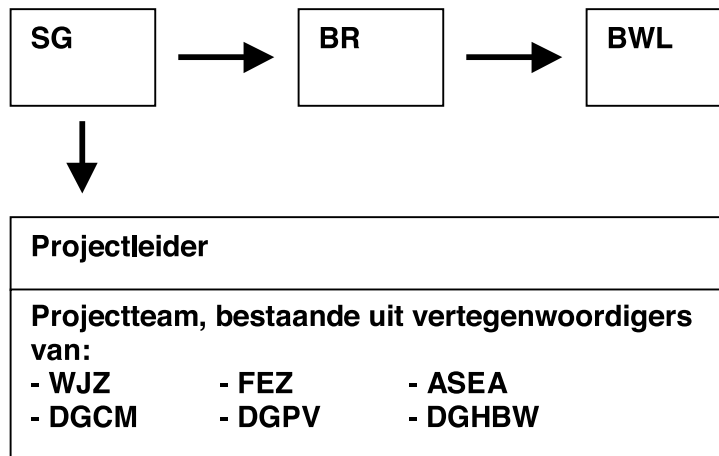 SG
BR
BWL
Projectleider
Projectteam, bestaande uit vertegenwoordigers
van:
- WJZ - FEZ - ASEA
- DGCM - DGPV - DGHBW